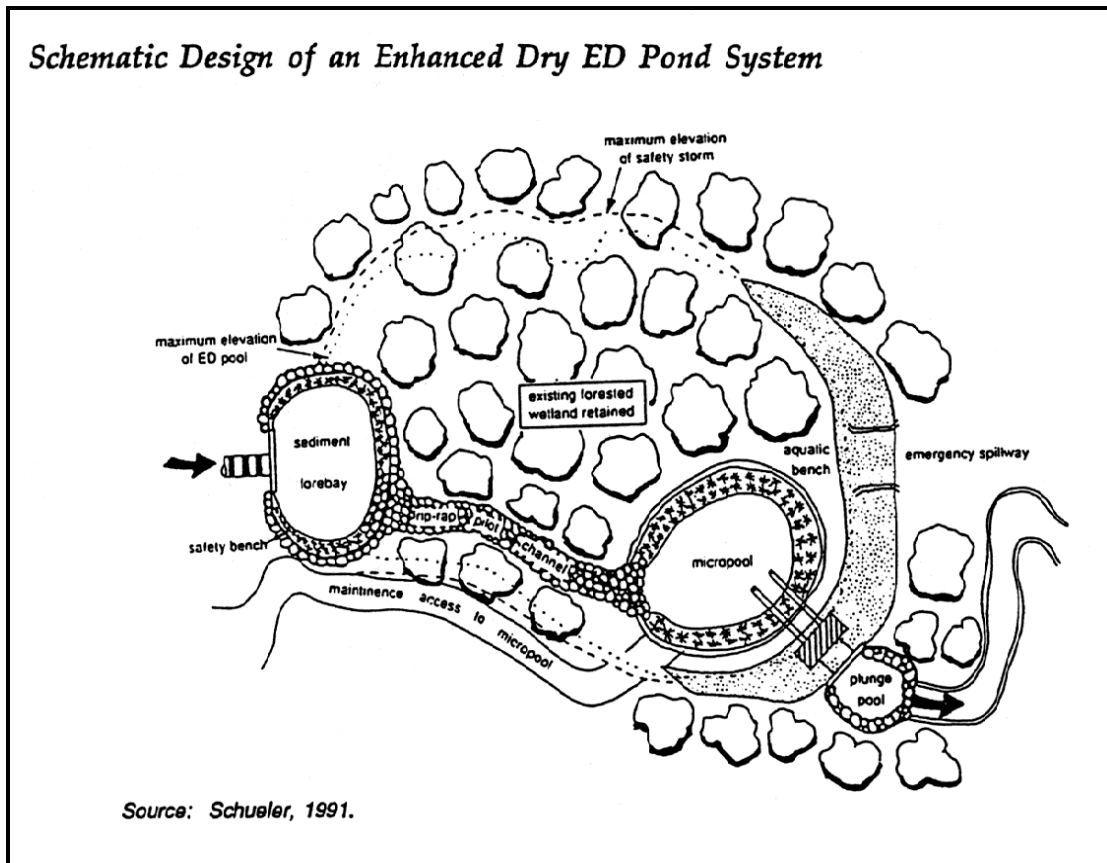 Schematic Design of an Enhanced Dry ED Pond System
maximum elevation
of safety storm
maximum elevation
of ED pool
existing forested
wetland retained
sediment
forebay
aquatic
bench
emergency spillway
rip-rap pilot channel
safety bench
micropool
maintinence access to micropool
plunge
pool
Source: Schueler, 1991.